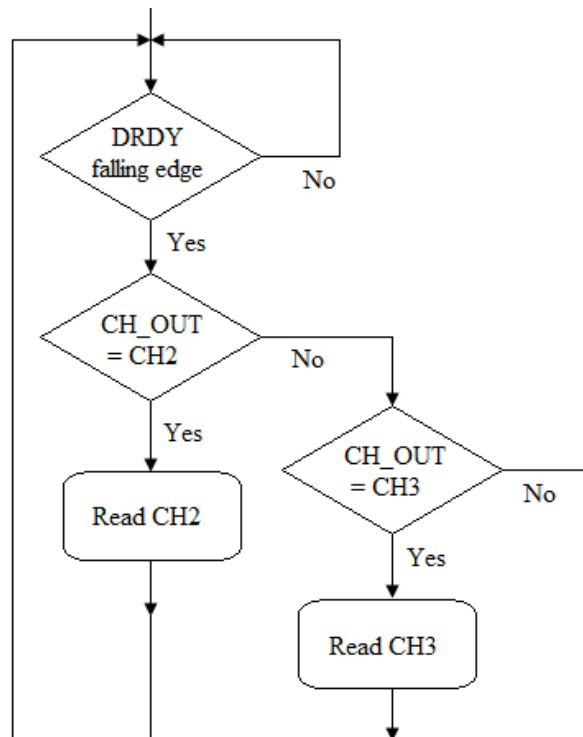 DRDY
falling edge
No
Yes
CH_OUT
= CH2
No
Yes
CH_OUT
= CH3
No
Read CH2
Yes
Read CH3